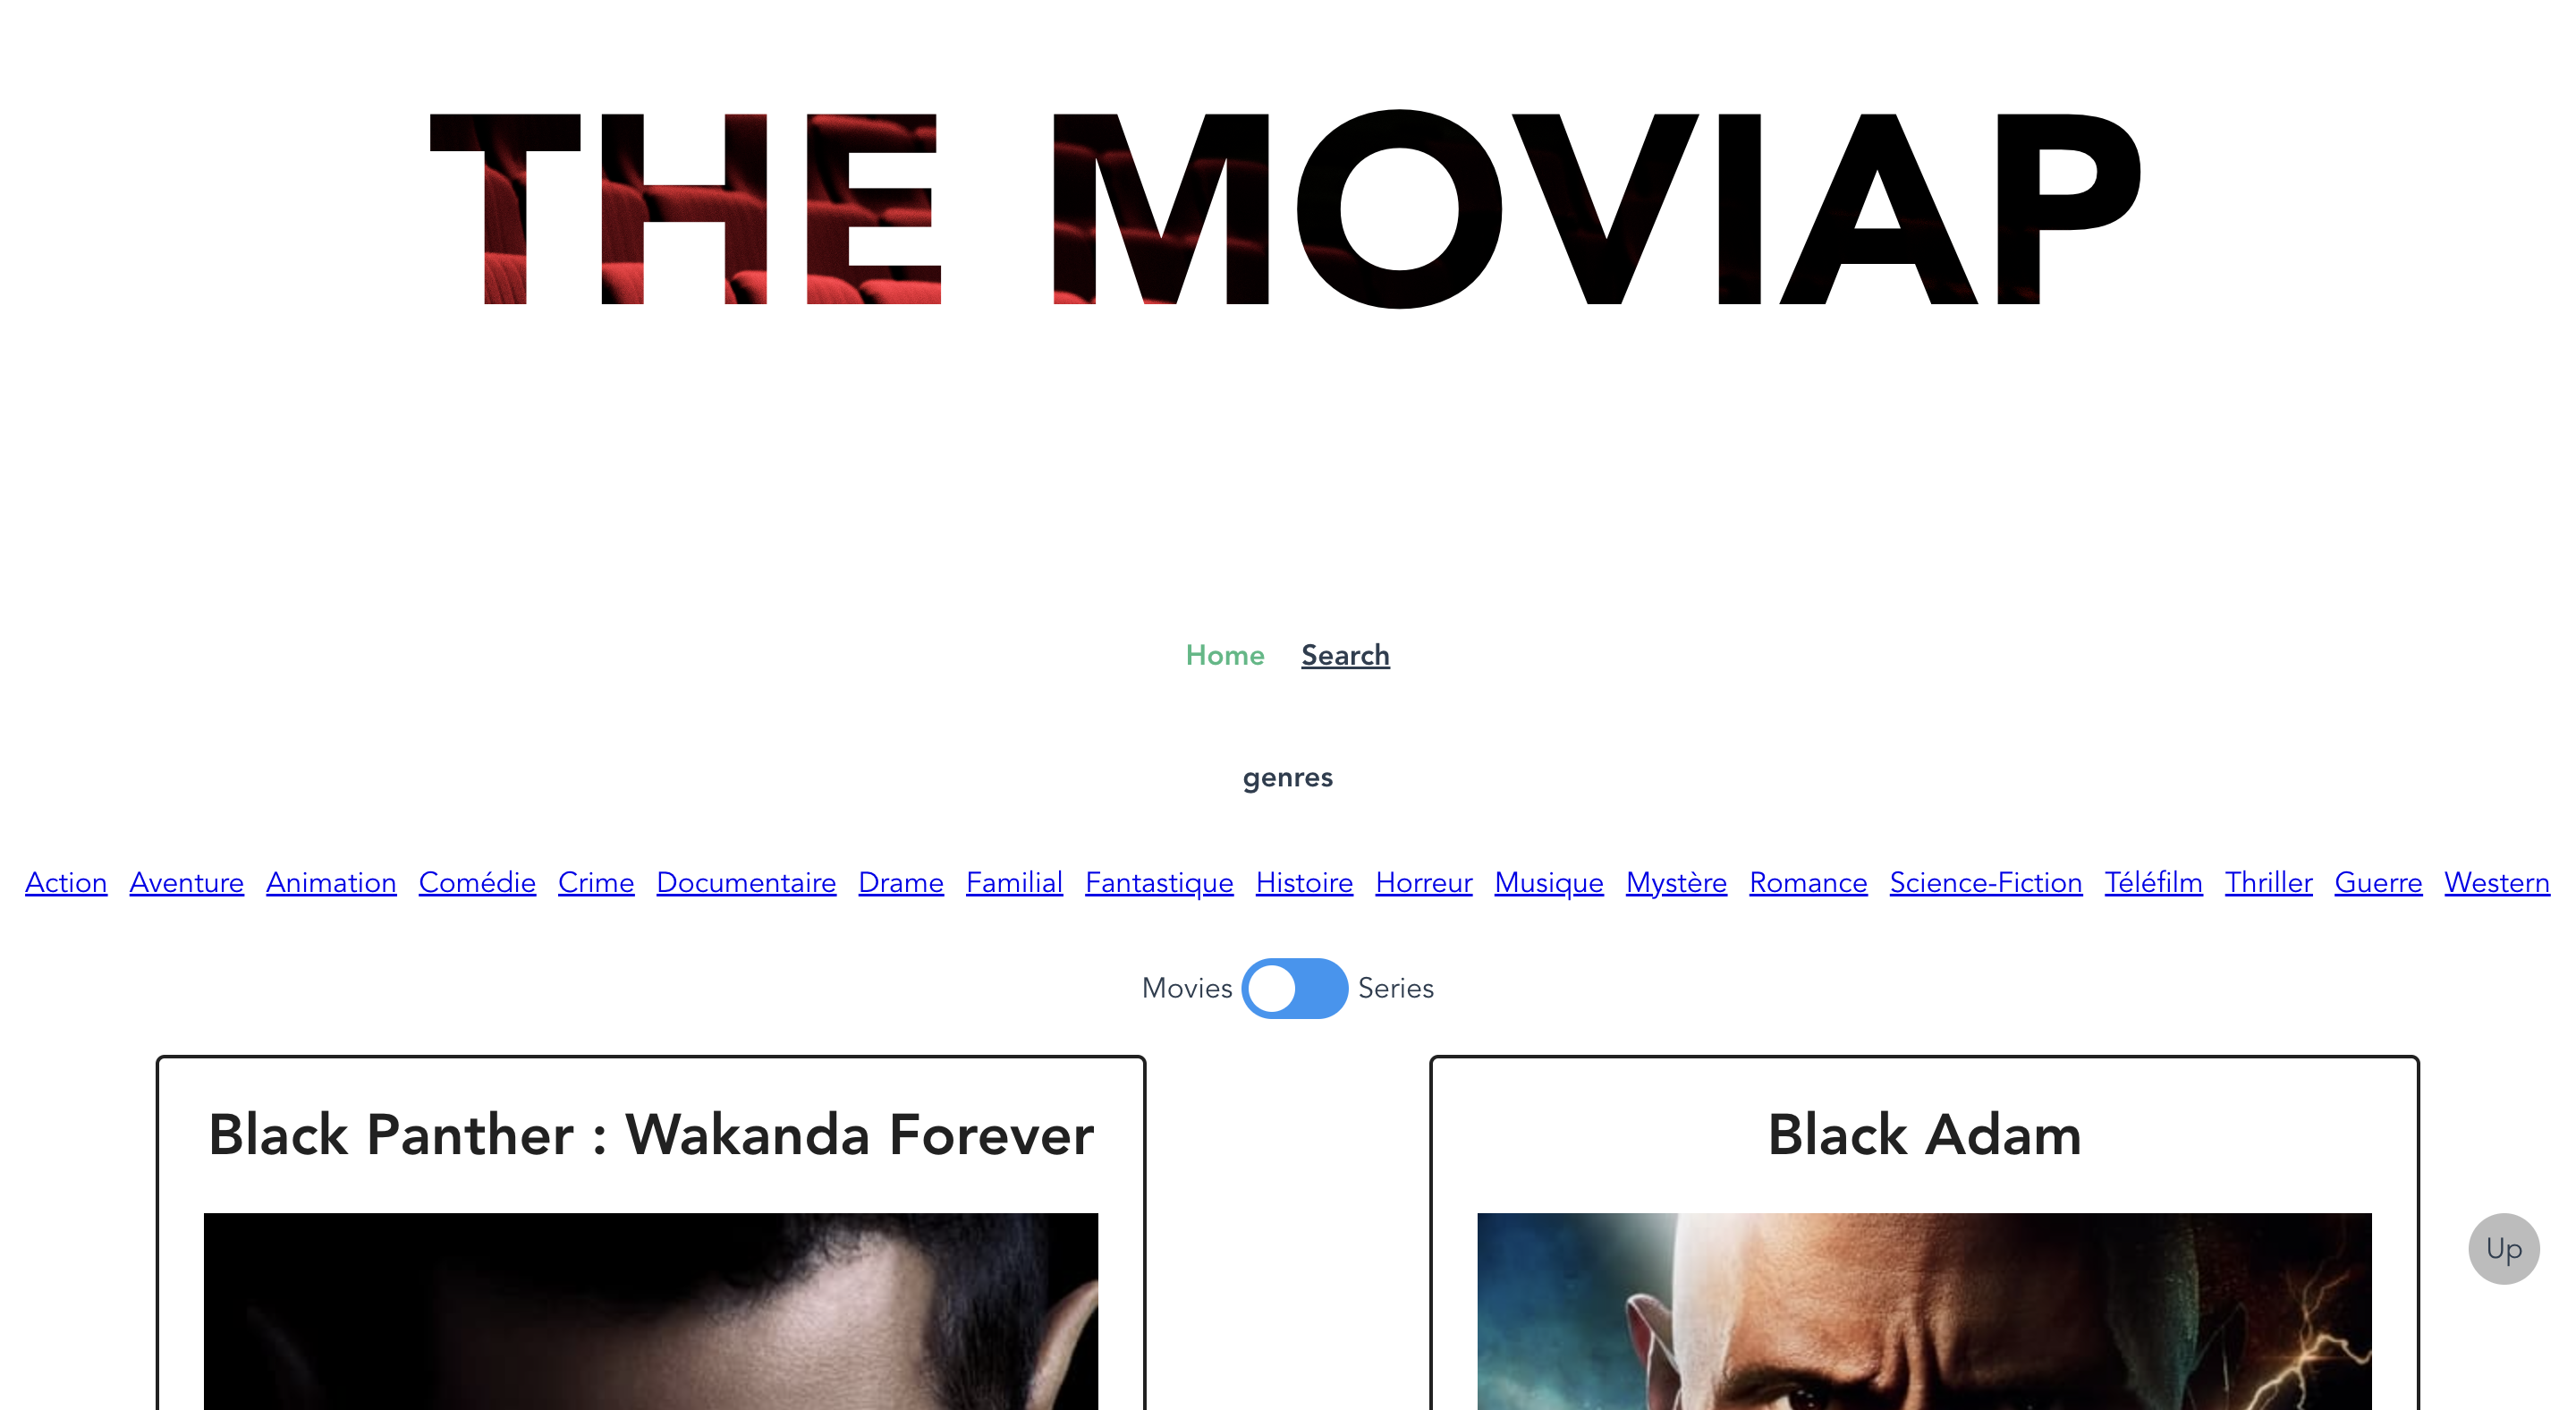 THE MOVIAP
Home Search
genres
Action Aventure Animation Comédie Crime Documentaire Drame Familial Fantastique Histoire Horreur Musique Mystère Romance Science-Fiction Téléfilm Thriller Guerre Western
Movies Series
Black Panther : Wakanda Forever
Black Adam
Up